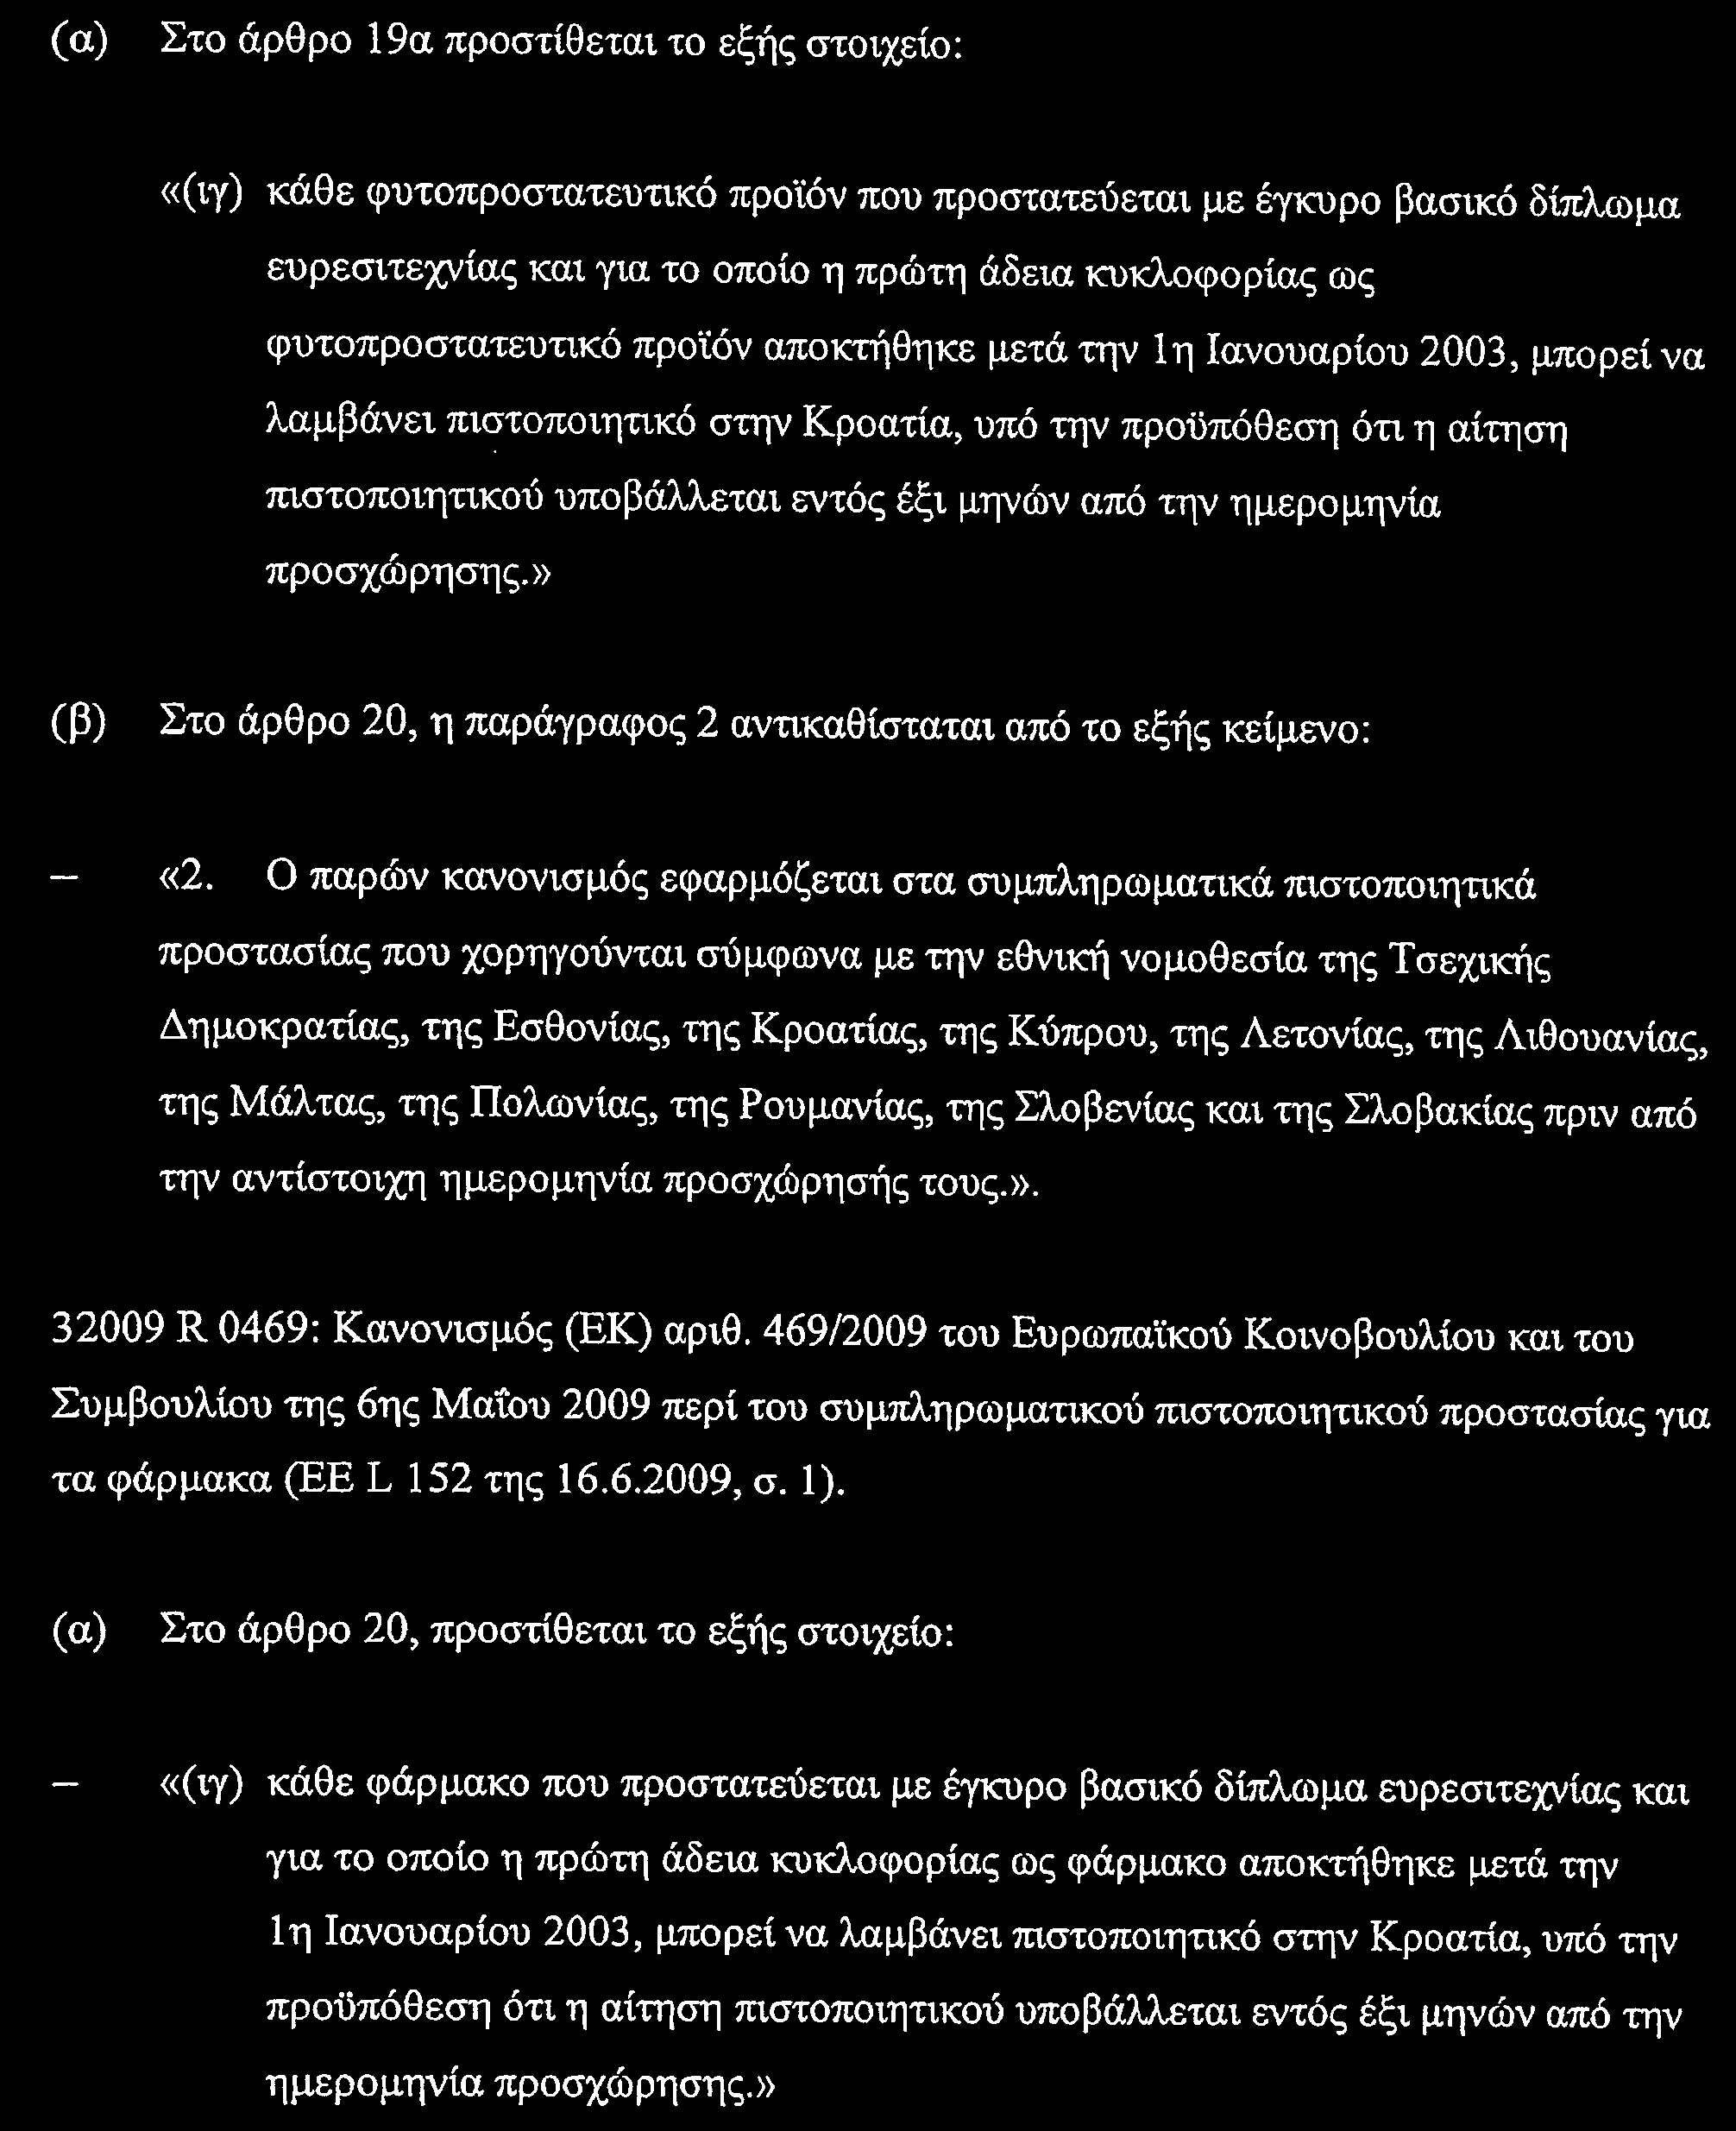 (α) Στο άρθρο 19α προστίθεται το εξής στοιχείο:
«(ιγ) κάθε φυτοπροστατευτικό προϊόν που προστατεύεται με έγκυρο βασικό δίπλωμα
ευρεσιτεχνίας και για το οποίο η πρώτη άδεια κυκλοφορίας ως
φυτοπροστατευτικό προϊόν αποκτήθηκε μετά την 1η Ιανουαρίου 2003, μπορεί να
λαμβάνει πιστοποιητικό στην Κροατία, υπό την προϋπόθεση ότι η αίτηση
πιστοποιητικού υποβάλλεται εντός έξι μηνών από την ημερομηνία
προσχώρησης.»
(β) Στο άρθρο 20, η παράγραφος 2 αντικαθίσταται από το εξής κείμενο:
– «2. Ο παρών κανονισμός εφαρμόζεται στα συμπληρωματικά πιστοποιητικά
προστασίας που χορηγούνται σύμφωνα με την εθνική νομοθεσία της Τσεχικής
Δημοκρατίας, της Εσθονίας, της Κροατίας, της Κύπρου, της Λετονίας, της Λιθουανίας,
της Μάλτας, της Πολωνίας, της Ρουμανίας, της Σλοβενίας και της Σλοβακίας πριν από
την αντίστοιχη ημερομηνία προσχώρησής τους.».
32009 R 0469: Κανονισμός (ΕΚ) αριθ. 469/2009 του Ευρωπαϊκού Κοινοβουλίου και του
Συμβουλίου της 6ης Μαΐου 2009 περί του συμπληρωματικού πιστοποιητικού προστασίας για
τα φάρμακα (ΕΕ L 152 της 16.6.2009, σ. 1).
(α) Στο άρθρο 20, προστίθεται το εξής στοιχείο:
– «(ιγ) κάθε φάρμακο που προστατεύεται με έγκυρο βασικό δίπλωμα ευρεσιτεχνίας και
για το οποίο η πρώτη άδεια κυκλοφορίας ως φάρμακο αποκτήθηκε μετά την
1η Ιανουαρίου 2003, μπορεί να λαμβάνει πιστοποιητικό στην Κροατία, υπό την
προϋπόθεση ότι η αίτηση πιστοποιητικού υποβάλλεται εντός έξι μηνών από την
ημερομηνία προσχώρησης.»